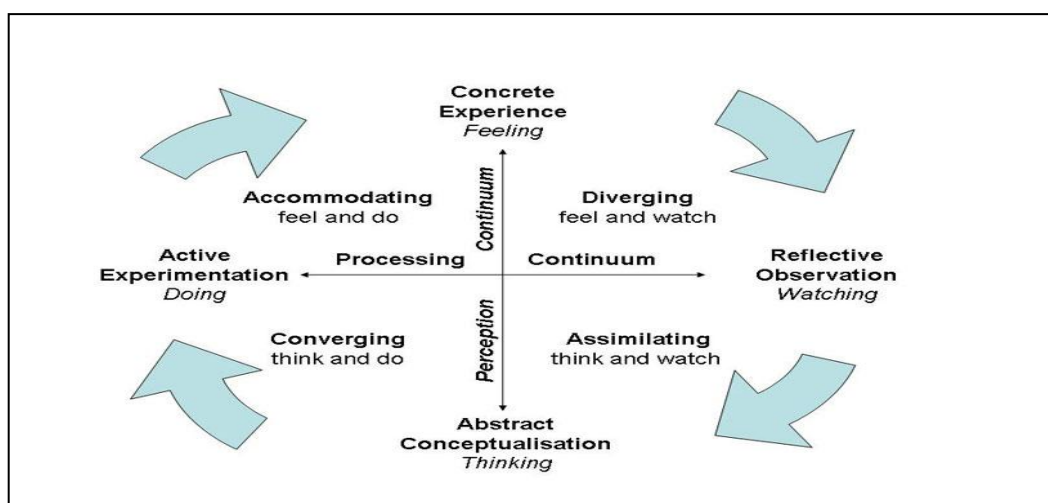 Concrete
Experience
Feeling
Accommodating
feel and do
Continuum
Diverging
feel and watch
Active
Experimentation
Doing
Processing
Continuum
Reflective
Observation
Watching
Converging
think and do
Perception
Assimilating
think and watch
Abstract
Conceptualisation
Thinking